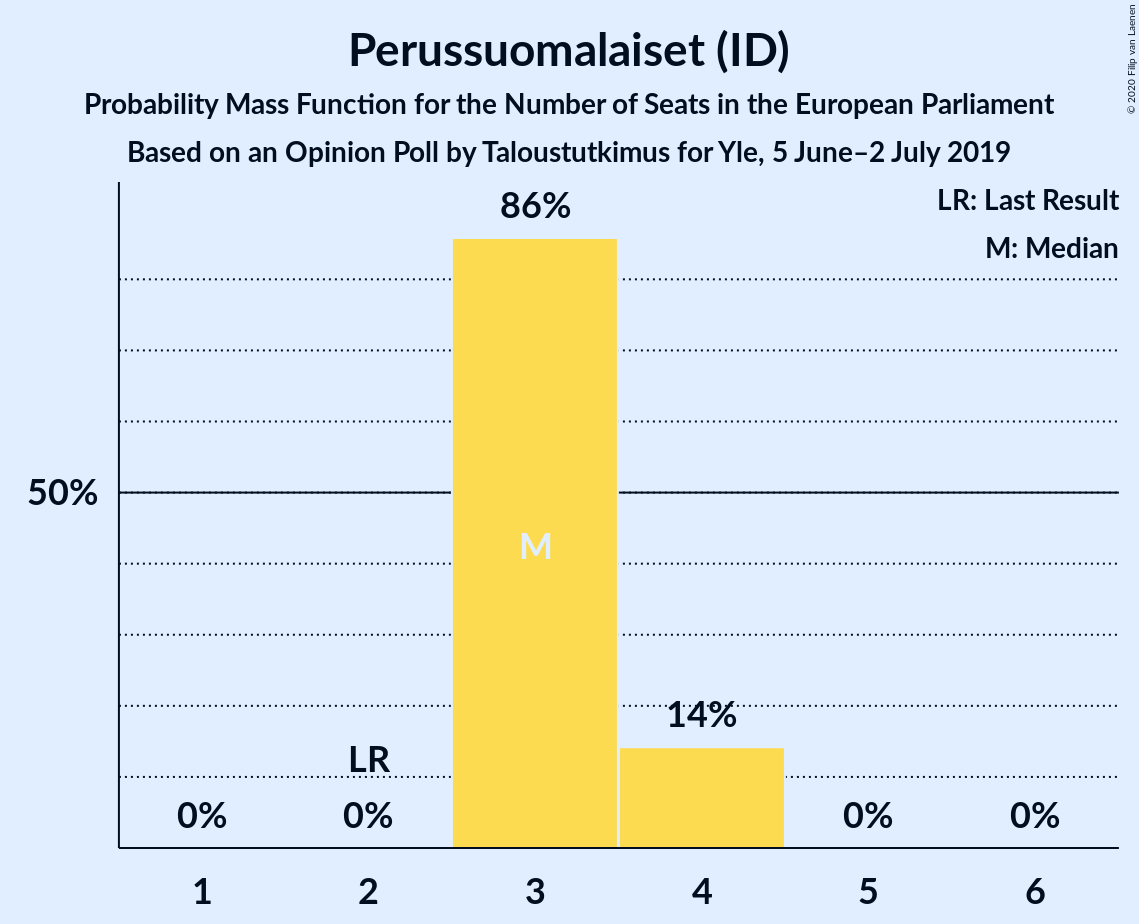 Perussuomalaiset (ID)
Probability Mass Function for the Number of Seats in the European Parliament
Based on an Opinion Poll by Taloustutkimus for Yle, 5 June–2 July 2019
© 2020 Filip van Laenen
LR: Last Result
M: Median
86%
50%
M
14%
LR
0% 0% 0% 0%
1 2 3 4 5 6